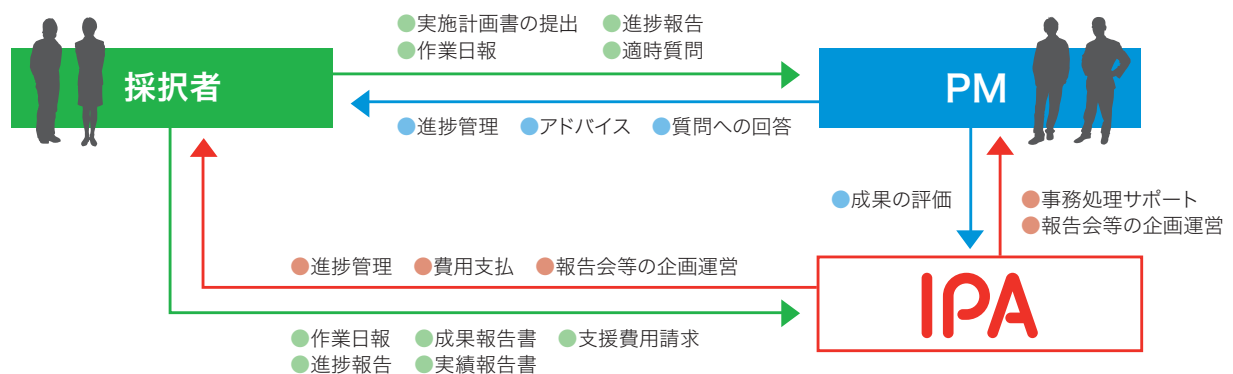 ●実施計画書の提出 ●進捗報告
●作業日報 ●適時質問
採択者
PM
●進捗管理 ●アドバイス ●質問への回答
●成果の評価
●事務処理サポート
●報告会等の企画運営
●進捗管理 ●費用支払 ●報告会等の企画運営
IPA
●作業日報 ●成果報告書 ●支援費用請求
●進捗報告 ●実績報告書